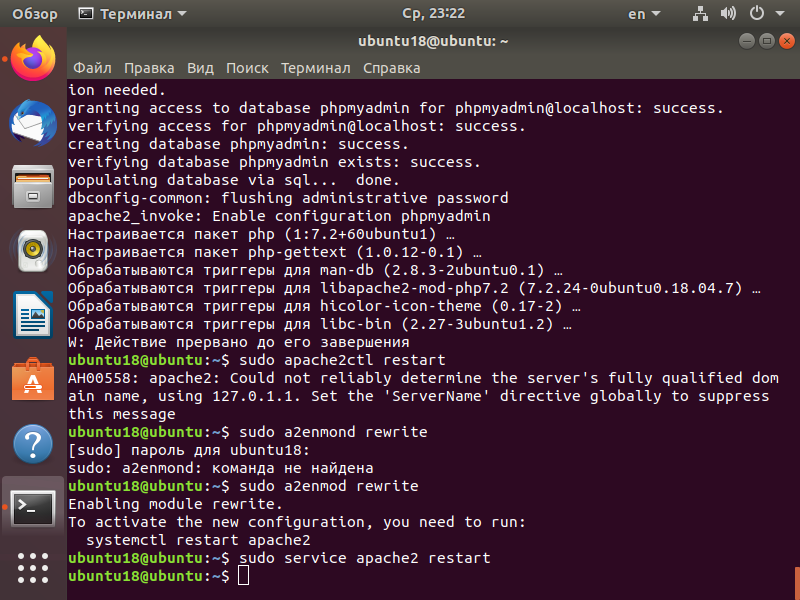 Обзор Терминал Ср, 23:22 en
ubuntu18@ubuntu: ~
Файл Правка Вид Поиск Терминал Справка
ion needed.
granting access to database phpmyadmin for phpmyadmin@localhost: success.
verifying access for phpmyadmin@localhost: success.
creating database phpmyadmin: success.
verifying database phpmyadmin exists: success.
populating database via sql...  done.
dbconfig-common: flushing administrative password
apache2_invoke: Enable configuration phpmyadmin
Настраивается пакет php (1:7.2+60ubuntu1) …
Настраивается пакет php-gettext (1.0.12-0.1) …
Обрабатываются триггеры для man-db (2.8.3-2ubuntu0.1) …
Обрабатываются триггеры для libapache2-mod-php7.2 (7.2.24-0ubuntu0.18.04.7) …
Обрабатываются триггеры для hicolor-icon-theme (0.17-2) …
Обрабатываются триггеры для libc-bin (2.27-3ubuntu1.2) …
W: Действие прервано до его завершения
ubuntu18@ubuntu:~$ sudo apache2ctl restart
AH00558: apache2: Could not reliably determine the server's fully qualified dom
ain name, using 127.0.1.1. Set the 'ServerName' directive globally to suppress
this message
ubuntu18@ubuntu:~$ sudo a2enmond rewrite
[sudo] пароль для ubuntu18:
sudo: a2enmond: команда не найдена
ubuntu18@ubuntu:~$ sudo a2enmod rewrite
Enabling module rewrite.
To activate the new configuration, you need to run:
  systemctl restart apache2
ubuntu18@ubuntu:~$ sudo service apache2 restart
ubuntu18@ubuntu:~$